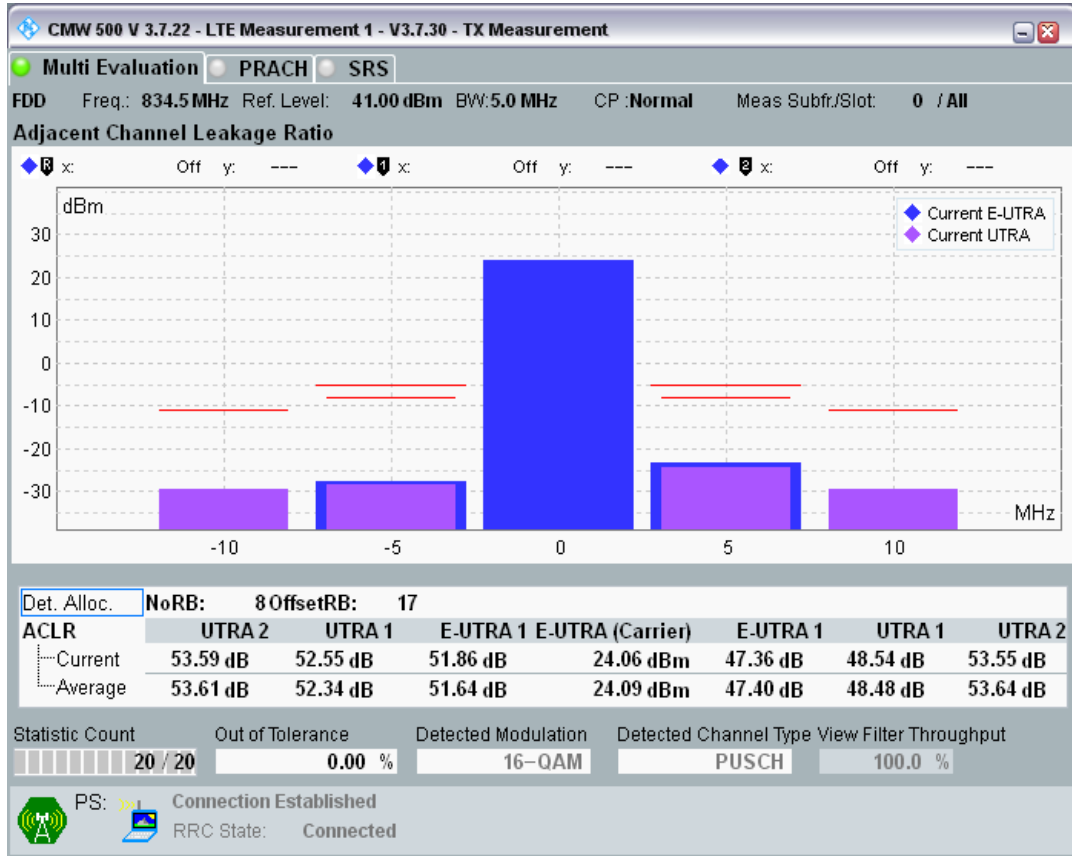 CMW 500 V 3.7.22 - LTE Measurement 1 - V3.7.30 - TX Measurement
Multi Evaluation PRACH SRS
FDD Freq.: 834.5 MHz Ref. Level: 41.00 dBm BW: 5.0 MHz CP : Normal Meas Subfr./Slot: 0 / All
Adjacent Channel Leakage Ratio
R x: Off y: --- 1 x: Off y: --- 2 x: Off y: ---
dBm
Current E-UTRA
Current UTRA
30
20
10
0
-10
-20
-30
MHz
-10 -5 0 5 10
Det. Alloc. NoRB: 8 OffsetRB: 17
ACLR UTRA 2 UTRA 1 E-UTRA 1 E-UTRA (Carrier) E-UTRA 1 UTRA 1 UTRA 2
Current 53.59 dB 52.55 dB 51.86 dB 24.06 dBm 47.36 dB 48.54 dB 53.55 dB
Average 53.61 dB 52.34 dB 51.64 dB 24.09 dBm 47.40 dB 48.48 dB 53.64 dB
Statistic Count Out of Tolerance Detected Modulation Detected Channel Type View Filter Throughput
20 / 20 0.00 % 16-QAM PUSCH 100.0 %
PS: Connection Established
RRC State: Connected